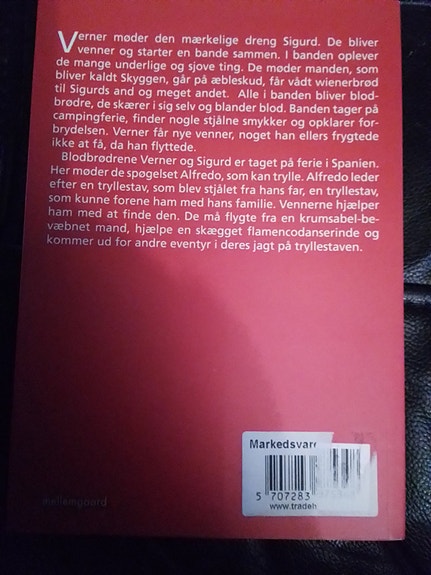 Verner møder den mærkelige dreng Sigurd. De bliver
venner og starter en bande sammen. I banden oplever
de mange underlige og sjove ting. De møder manden, som
bliver kaldt Skyggen, går på æbleskud, får vådt wienerbrød
til Sigurds and og meget andet. Alle i banden bliver blod-
brødre, de skærer i sig selv og blander blod. Banden tager på
campingferie, finder nogle stjålne smykker og opklarer for-
brydelsen. Verner får nye venner, noget han ellers frygtede
ikke at få, da han flyttede.
Blodbrødrene Verner og Sigurd er taget på ferie i Spanien.
Her møder de spøgelset Alfredo, som kan trylle. Alfredo leder
efter en tryllestav, som blev stjålet fra hans far, en tryllestav,
som kunne forene ham med hans familie. Vennerne hjælper
ham med at finde den. De må flygte fra en krumsabel-be-
væbnet mand, hjælpe en skægget flamencodanserinde og
kommer ud for andre eventyr i deres jagt på tryllestaven.
Markedsvar
5 707283
www.tradeh
mellemgaard